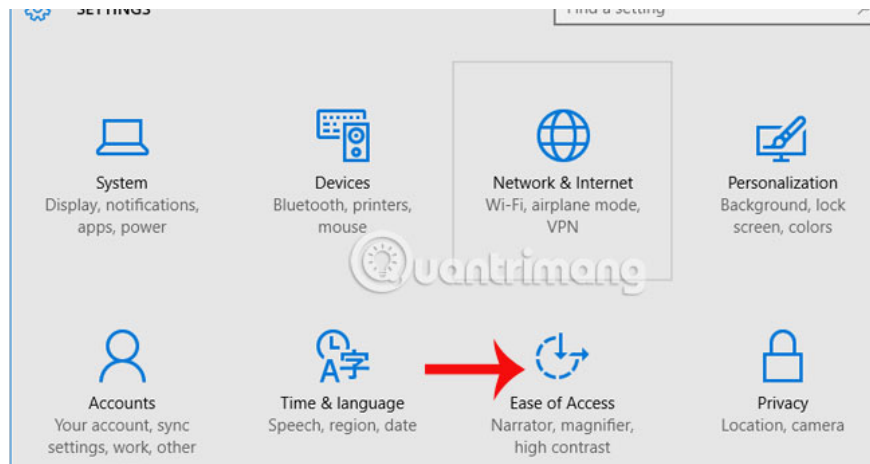 SETTINGS
Find a setting
System
Display, notifications,
apps, power
Devices
Bluetooth, printers,
mouse
Network & Internet
Wi-Fi, airplane mode,
VPN
Personalization
Background, lock
screen, colors
Quantrimang
Accounts
Your account, sync
settings, work, other
Time & language
Speech, region, date
Ease of Access
Narrator, magnifier,
high contrast
Privacy
Location, camera